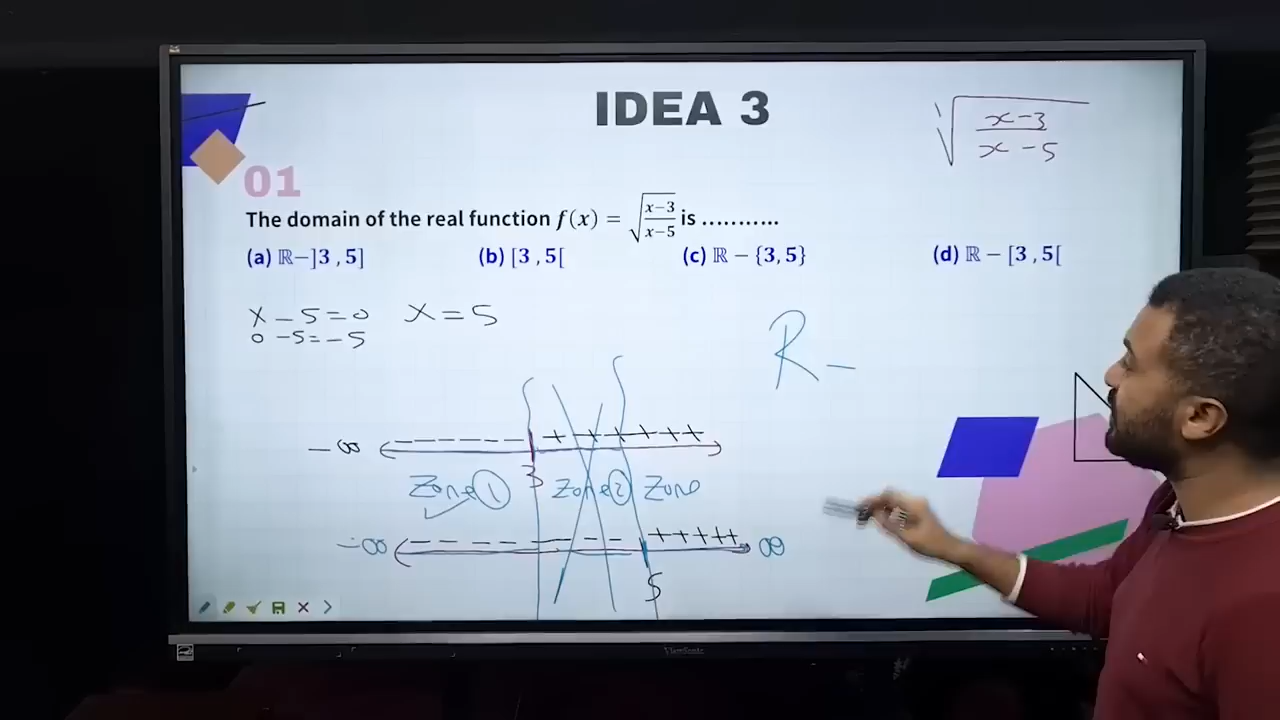 IDEA 3
x-3
x-5
01
The domain of the real function f(x) = √x−3/x−5 is ...........
(a) ℝ−]3 , 5]
(b) [3 , 5[
(c) ℝ − {3, 5}
(d) ℝ − [3 , 5[
x - 5 = 0 x = 5
0 - 5 = - 5
R -
-∞ - - - - - - + + + + + +
3
Zone 1 Zone 2 Zone
-∞ - - - - - - - - + + + + + ∞
5
ViewSonic